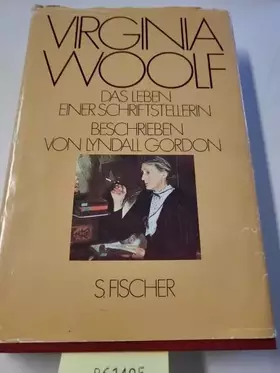 VIRGINIA
WOOLF
DAS LEBEN
EINER SCHRIFTSTELLERIN
BESCHRIEBEN
VON LYNDALL GORDON
S. FISCHER